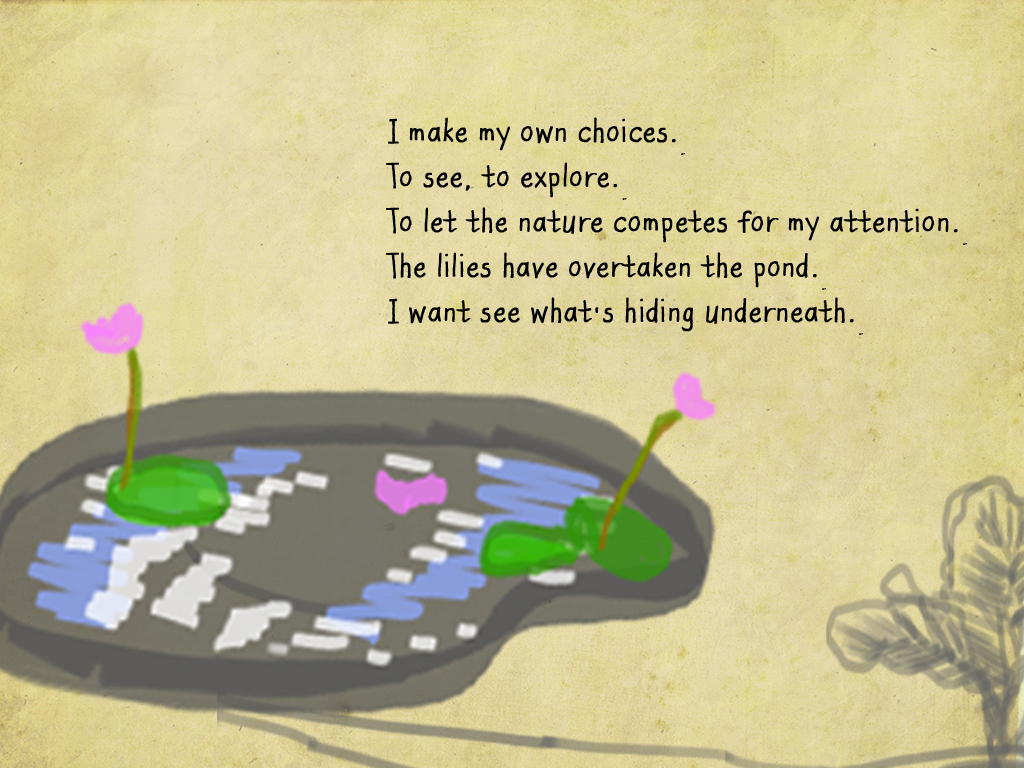 I make my own choices.
To see, to explore.
To let the nature competes for my attention.
The lilies have overtaken the pond.
I want see what's hiding underneath.